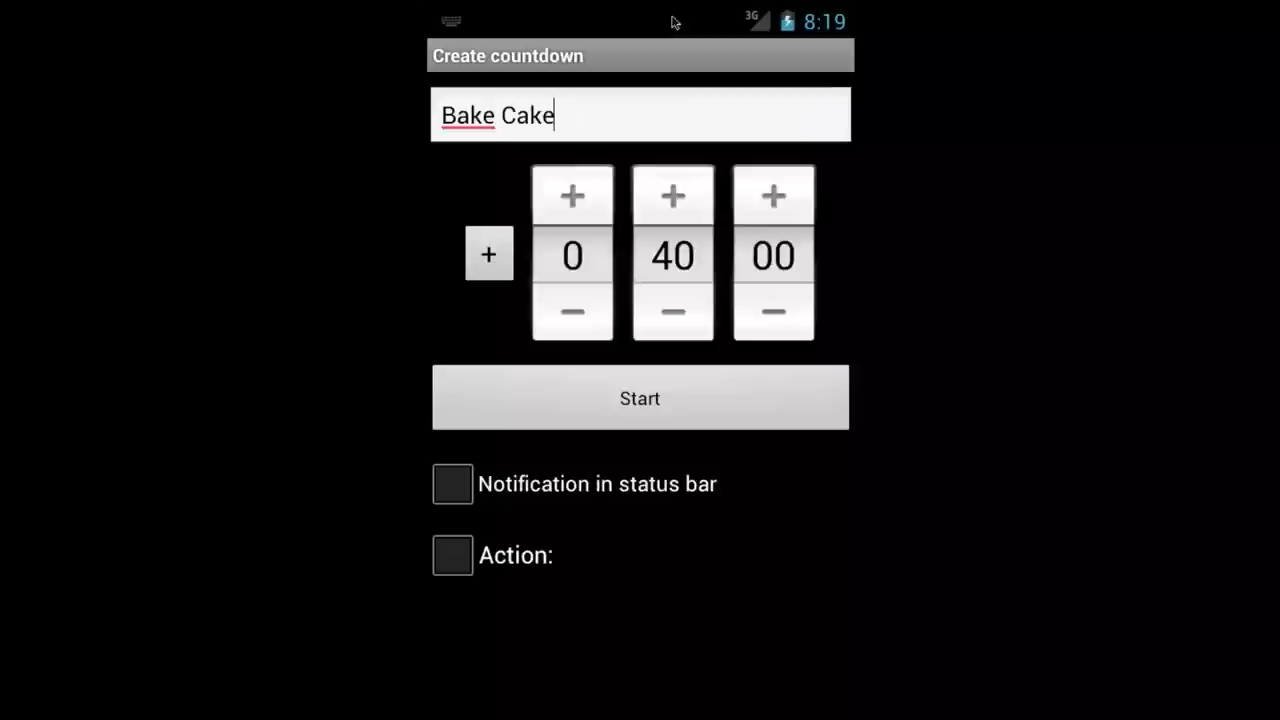 3G 8:19
Create countdown
Bake Cake
+ + +
+ 0 40 00
− − −
Start
Notification in status bar
Action: